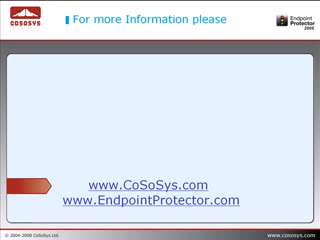 COSOSYS
For more Information please
Endpoint
Protector
2008
www.CoSoSys.com
www.EndpointProtector.com
© 2004-2008 CoSoSys Ltd.
www.cososys.com